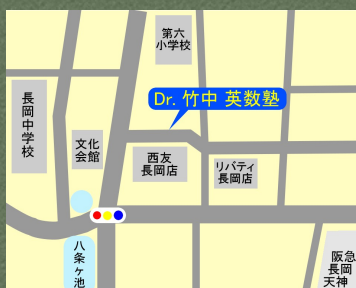 第六
小学校
Dr. 竹中 英数塾
長岡中学校
文化
会館
西友
長岡店
リバティ
長岡店
八条ヶ池
阪急
長岡
天神